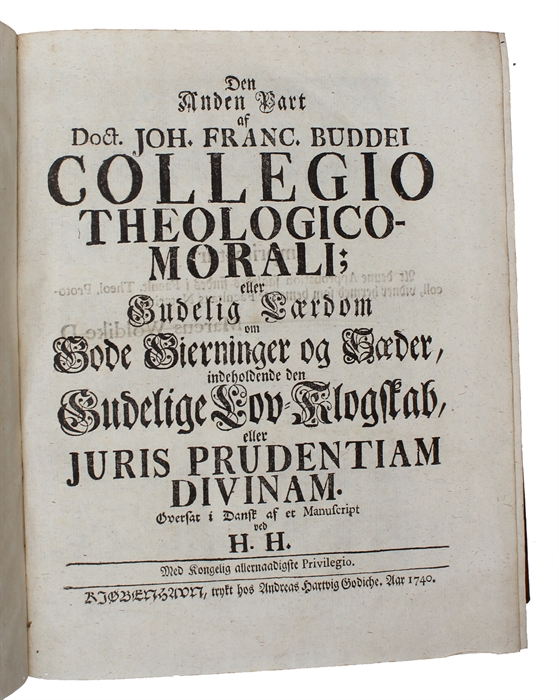 Den
Anden Part
af
Doct. JOH. FRANC. BUDDEI
COLLEGIO
THEOLOGICO-
MORALI;
eller
Gudelig Lærdom
om
Gode Gierninger og Sæder,
indeholdende den
Gudelige Lov-Klogskab,
eller
JURIS PRUDENTIAM
DIVINAM.
Oversat i Dansk af et Manuscript
ved
H. H.
Med Kongelig allernaadigste Privilegio.
KIØBENHAVN, trykt hos Andreas Hartvig Godiche. Aar 1740.